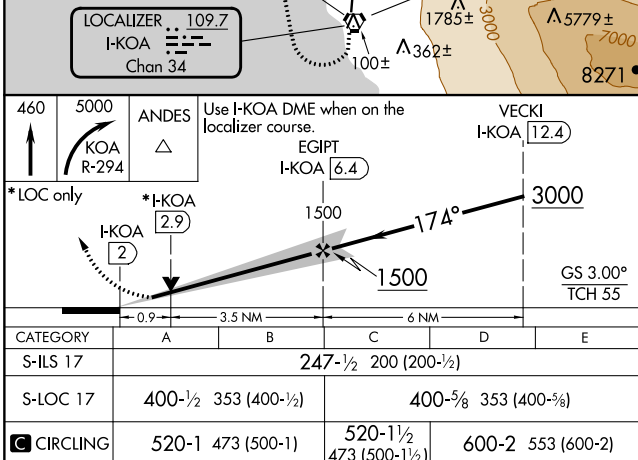 LOCALIZER 109.7
I-KOA
Chan 34
100±
362±
1785±
3000
5779±
7000
8271
460
5000
KOA
R-294
ANDES
Use I-KOA DME when on the
localizer course.
* LOC only
EGIPT
I-KOA 6.4
VECKI
I-KOA 12.4
*I-KOA
2.9
I-KOA
2
1500
174°
3000
1500
GS 3.00°
TCH 55
0.9 3.5 NM 6 NM
CATEGORY A B C D E
S-ILS 17 247-½ 200 (200-½)
S-LOC 17 400-½ 353 (400-½) 400-⅝ 353 (400-⅝)
C CIRCLING 520-1 473 (500-1) 520-1½ 600-2 553 (600-2)
473 (500-1½)